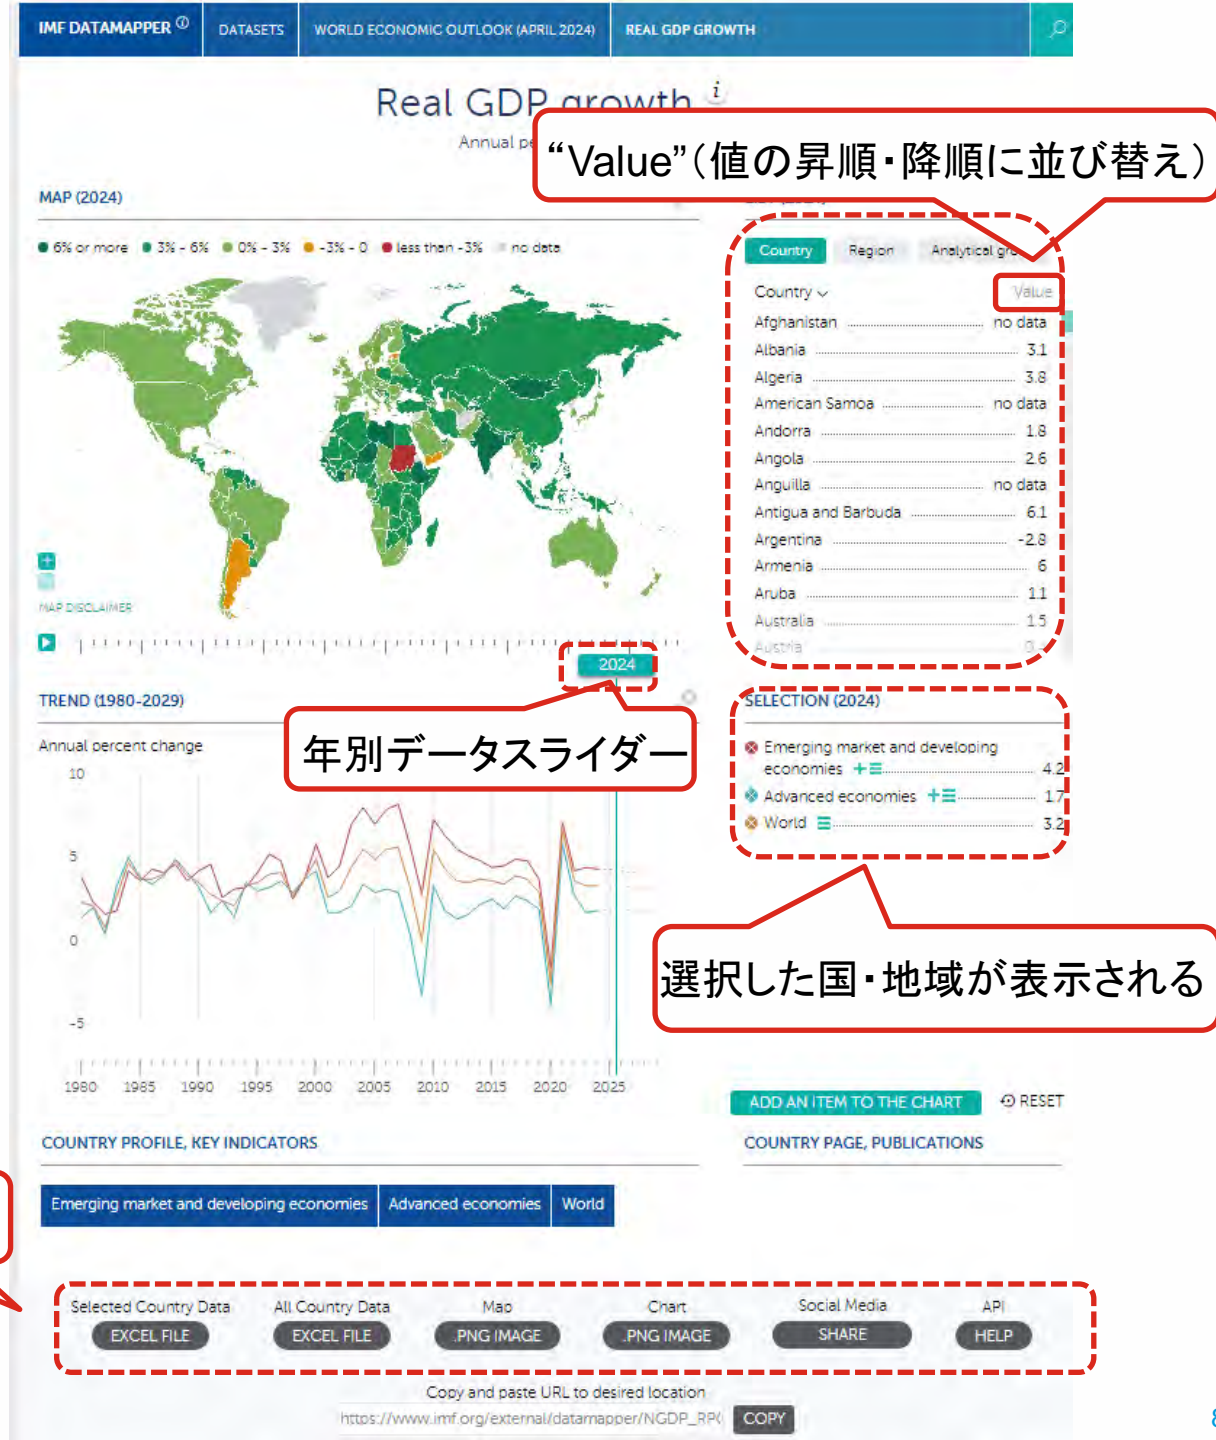 IMF DATAMAPPER DATASETS WORLD ECONOMIC OUTLOOK (APRIL 2024) REAL GDP GROWTH
Real GDP growth i
Annual
“Value”（値の昇順・降順に並び替え）
MAP (2024)
6% or more 3% - 6% 0% - 3% -3% - 0 less than -3% no data
Country Region Analytical
Country Value
Afghanistan no data
Albania 3.1
Algeria 3.8
American Samoa no data
Andorra 1.8
Angola 2.6
Anguilla no data
Antigua and Barbuda 6.1
Argentina -2.8
Armenia 6
Aruba 1.1
Australia 1.5
Austria
MAP DISCLAIMER
2024
年別データスライダー
TREND (1980-2029)
Annual percent change
10
5
0
-5
1980 1985 1990 1995 2000 2005 2010 2015 2020 2025
SELECTION (2024)
Emerging market and developing
economies 4.2
Advanced economies 1.7
World 3.2
選択した国・地域が表示される
ADD AN ITEM TO THE CHART RESET
COUNTRY PROFILE, KEY INDICATORS
COUNTRY PAGE, PUBLICATIONS
Emerging market and developing economies Advanced economies World
Selected Country Data All Country Data Map Chart Social Media API
EXCEL FILE EXCEL FILE .PNG IMAGE .PNG IMAGE SHARE HELP
Copy and paste URL to desired location
https://www.imf.org/external/datamapper/NGDP_RP COPY